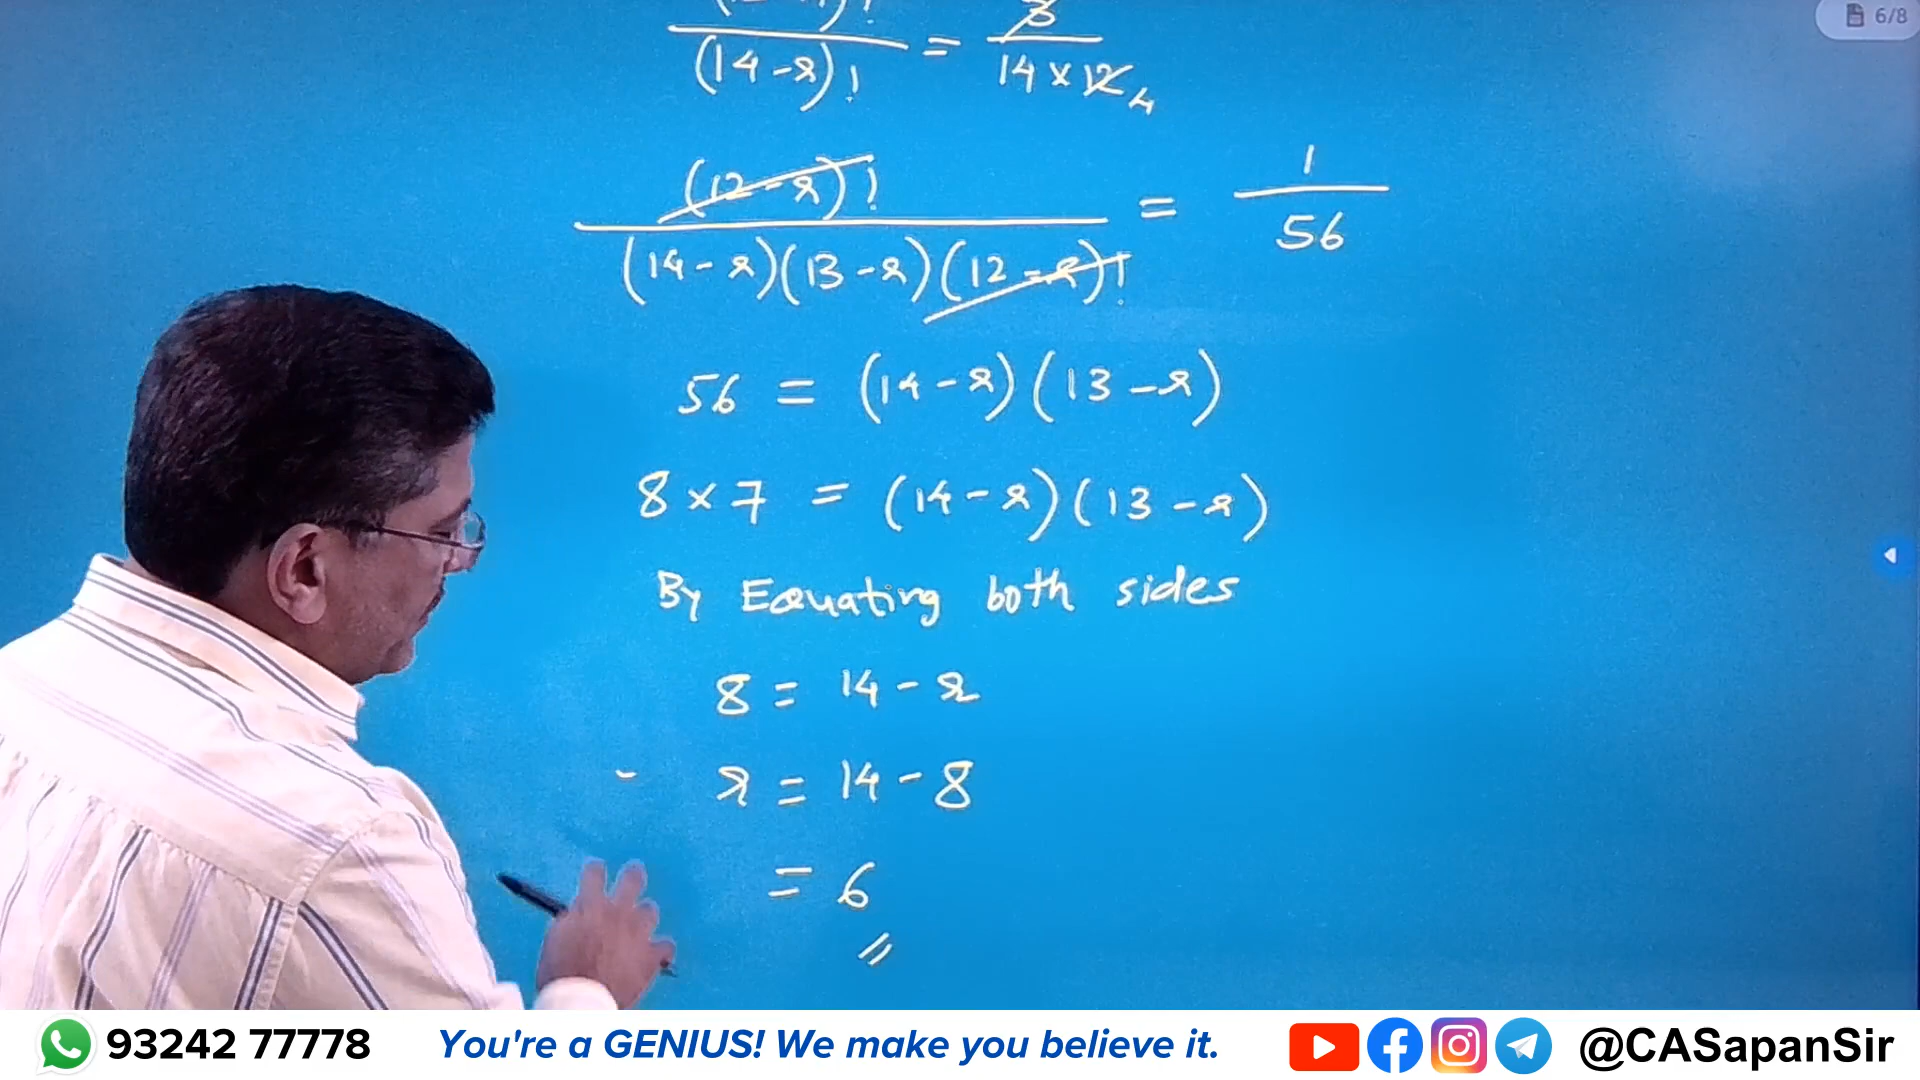 6/8
(14-r)! = 3/(14×12 4)
(12-r)! / (14-r)(13-r)(12-r)! = 1/56
56 = (14-r)(13-r)
8×7 = (14-r)(13-r)
By Equating both sides
8 = 14-r
r = 14-8
= 6
93242 77778 You're a GENIUS! We make you believe it. @CASapanSir